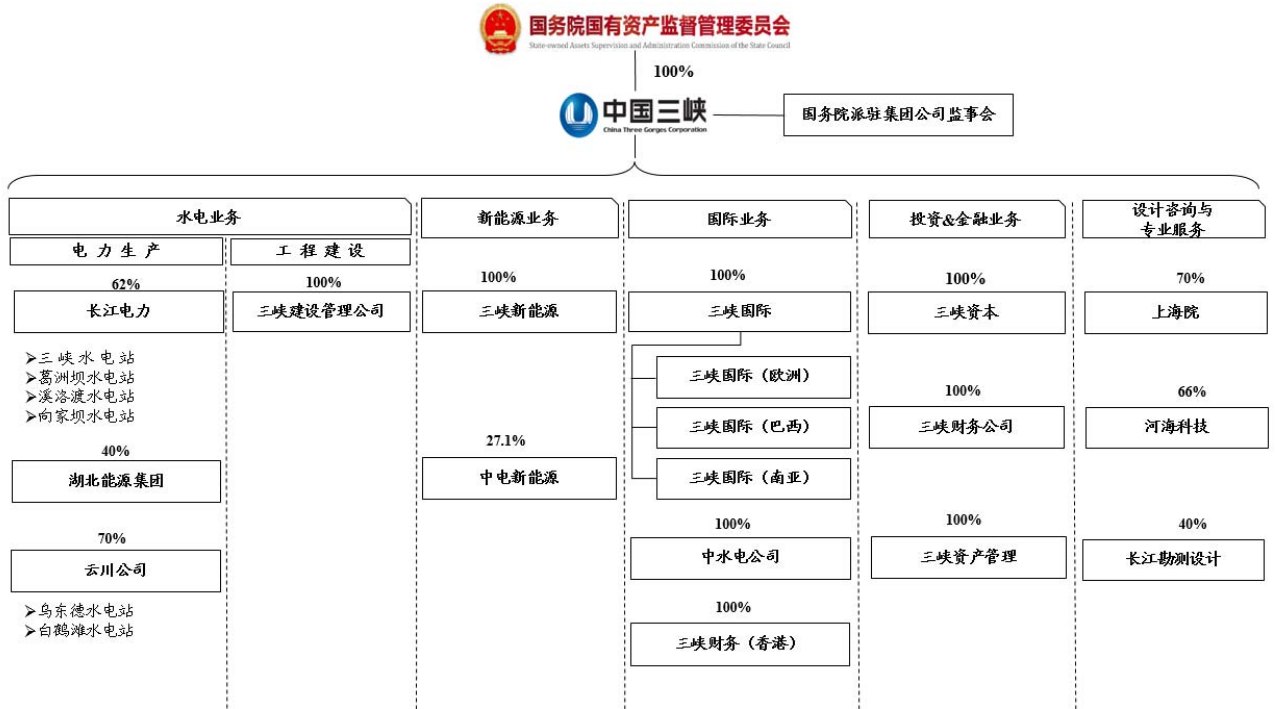 国务院国有资产监督管理委员会
State-owned Assets Supervision and Administration Commission of the State Council
100%
中国三峡
China Three Gorges Corporation
国务院派驻集团公司监事会
水电业务
电力生产
62%
长江电力
➢三峡水电站
➢葛洲坝水电站
➢溪洛渡水电站
➢向家坝水电站
40%
湖北能源集团
70%
云川公司
➢乌东德水电站
➢白鹤滩水电站
工程建设
100%
三峡建设管理公司
新能源业务
100%
三峡新能源
27.1%
中电新能源
国际业务
100%
三峡国际
三峡国际（欧洲）
三峡国际（巴西）
三峡国际（南亚）
100%
中水电公司
100%
三峡财务（香港）
投资&金融业务
100%
三峡资本
100%
三峡财务公司
100%
三峡资产管理
设计咨询与
专业服务
70%
上海院
66%
河海科技
40%
长江勘测设计